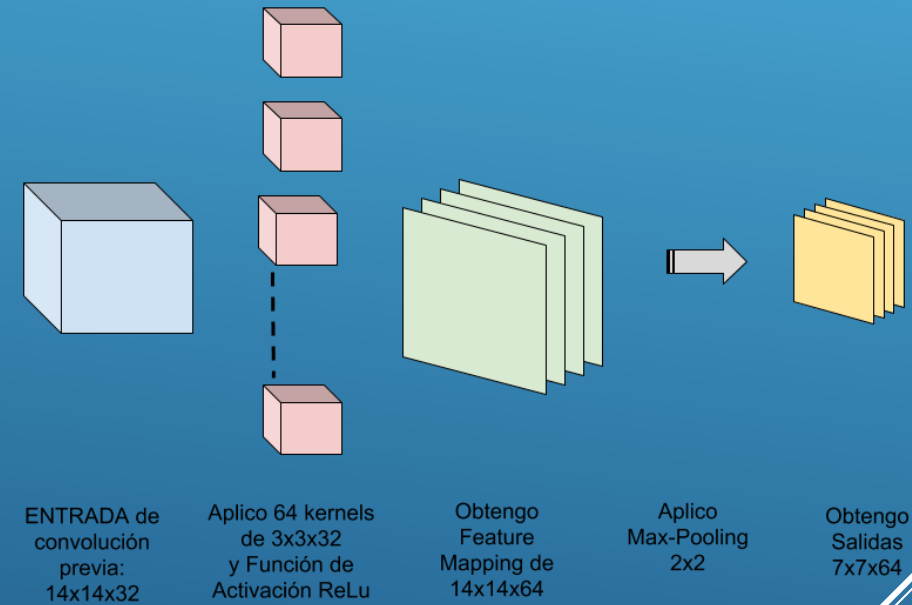 ENTRADA de
convolución
previa:
14x14x32
Aplico 64 kernels
de 3x3x32
y Función de
Activación ReLu
Obtengo
Feature
Mapping de
14x14x64
Aplico
Max-Pooling
2x2
Obtengo
Salidas
7x7x64